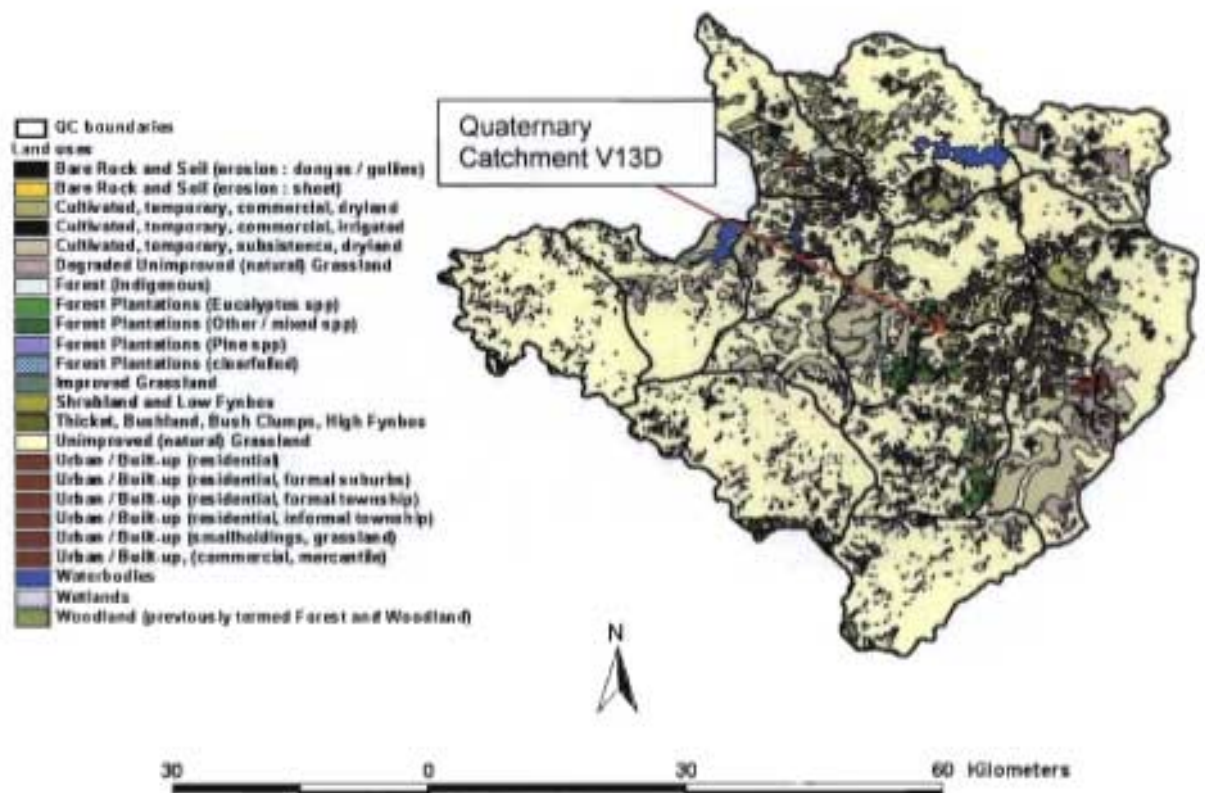 Quaternary
Catchment V13D
QC boundaries
Land uses
Bare Rock and Soil (erosion : dongas / gullies)
Bare Rock and Soil (erosion : sheet)
Cultivated, temporary, commercial, dryland
Cultivated, temporary, commercial, irrigated
Cultivated, temporary, subsistence, dryland
Degraded Unimproved (natural) Grassland
Forest (Indigenous)
Forest Plantations (Eucalyptus spp)
Forest Plantations (Other / mixed spp)
Forest Plantations (Pine spp)
Forest Plantations (clearfelled)
Improved Grassland
Shrubland and Low Fynbos
Thicket, Bushland, Bush Clumps, High Fynbos
Unimproved (natural) Grassland
Urban / Built-up (residential)
Urban / Built-up (residential, formal suburbs)
Urban / Built-up (residential, formal township)
Urban / Built-up (residential, informal township)
Urban / Built-up (smallholdings, grassland)
Urban / Built-up, (commercial, mercantile)
Waterbodies
Wetlands
Woodland (previously termed Forest and Woodland)
N
30 0 30 60 Kilometers